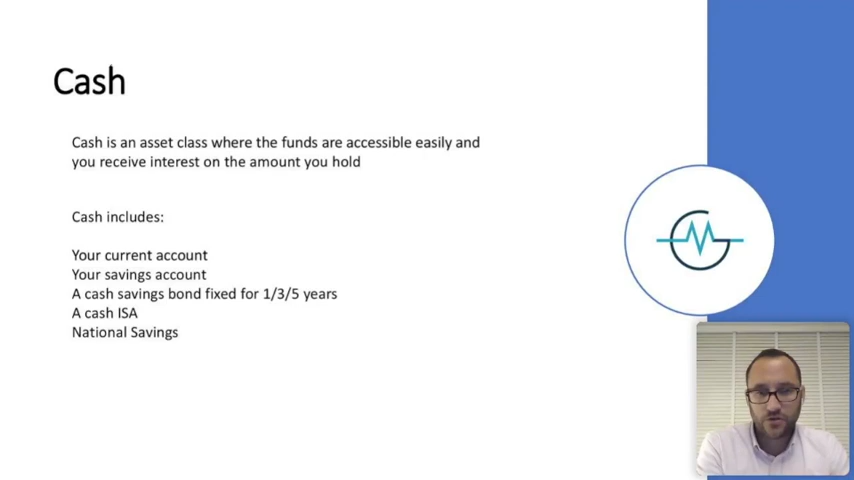 Cash
Cash is an asset class where the funds are accessible easily and
you receive interest on the amount you hold
Cash includes:
Your current account
Your savings account
A cash savings bond fixed for 1/3/5 years
A cash ISA
National Savings